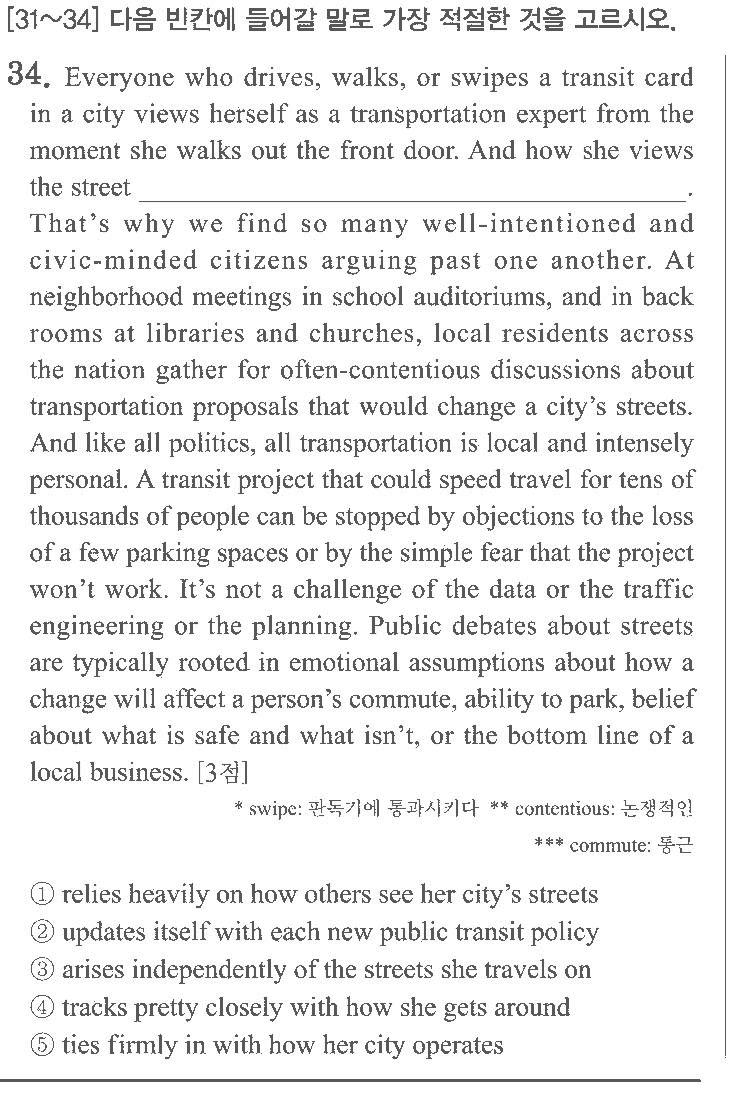 [31～34] 다음 빈칸에 들어갈 말로 가장 적절한 것을 고르시오.
34. Everyone who drives, walks, or swipes a transit card
in a city views herself as a transportation expert from the
moment she walks out the front door. And how she views
the street ______________________________.
That's why we find so many well-intentioned and
civic-minded citizens arguing past one another. At
neighborhood meetings in school auditoriums, and in back
rooms at libraries and churches, local residents across
the nation gather for often-contentious discussions about
transportation proposals that would change a city's streets.
And like all politics, all transportation is local and intensely
personal. A transit project that could speed travel for tens of
thousands of people can be stopped by objections to the loss
of a few parking spaces or by the simple fear that the project
won't work. It's not a challenge of the data or the traffic
engineering or the planning. Public debates about streets
are typically rooted in emotional assumptions about how a
change will affect a person's commute, ability to park, belief
about what is safe and what isn't, or the bottom line of a
local business. [3점]
* swipe: 판독기에 통과시키다 ** contentious: 논쟁적인
*** commute: 통근
① relies heavily on how others see her city's streets
② updates itself with each new public transit policy
③ arises independently of the streets she travels on
④ tracks pretty closely with how she gets around
⑤ ties firmly in with how her city operates